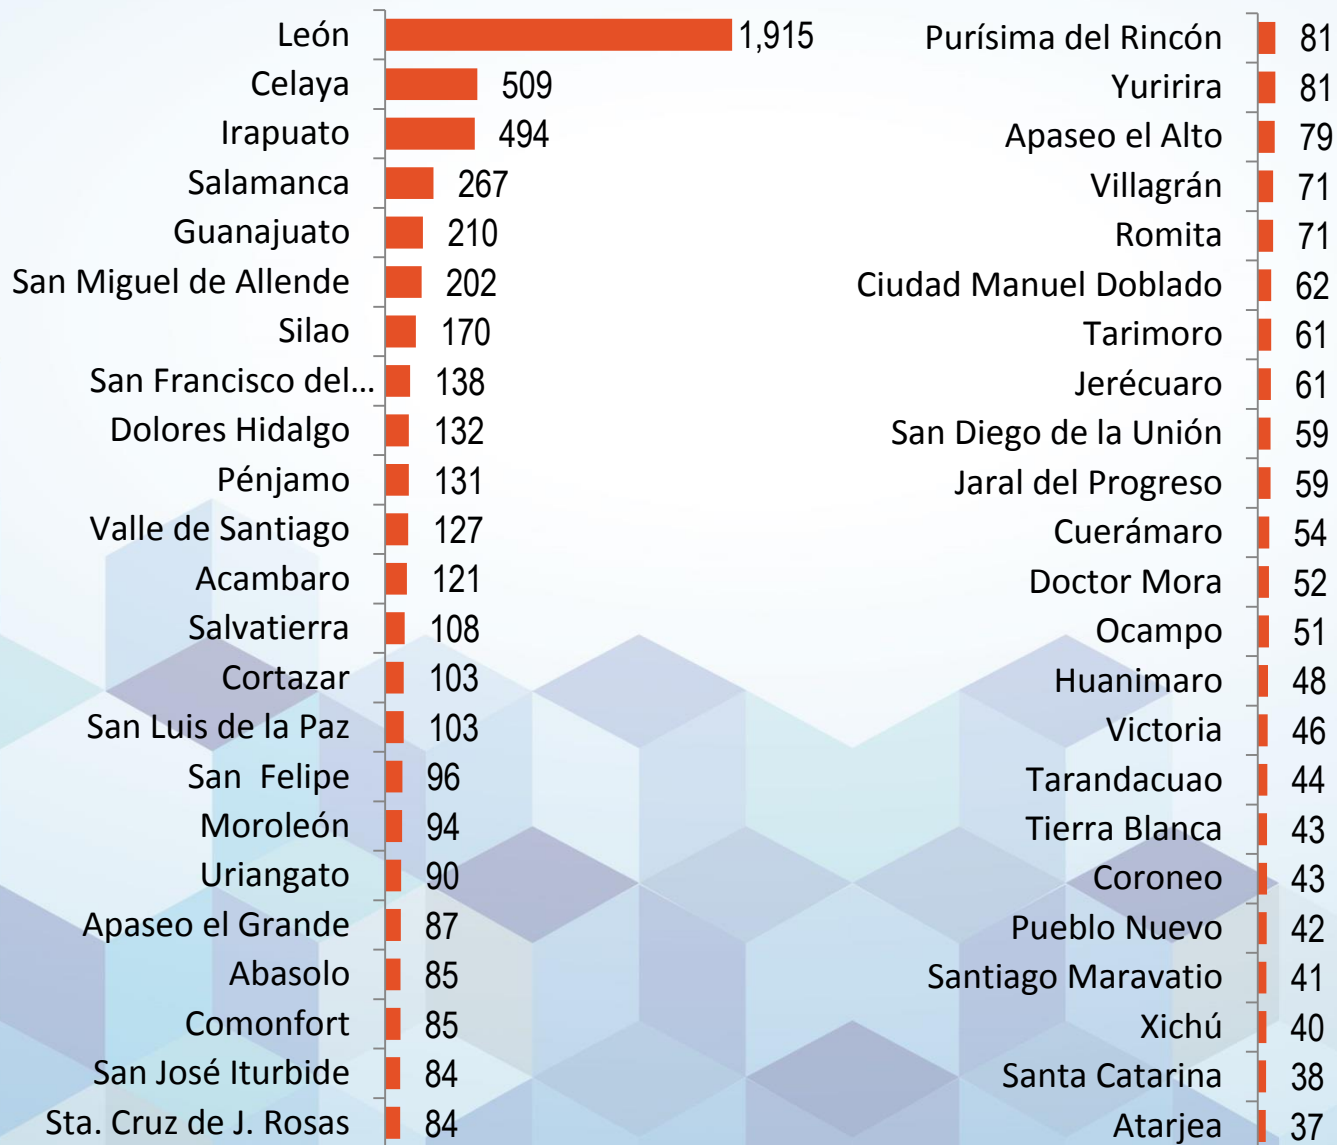 León 1,915
Celaya 509
Irapuato 494
Salamanca 267
Guanajuato 210
San Miguel de Allende 202
Silao 170
San Francisco del... 138
Dolores Hidalgo 132
Pénjamo 131
Valle de Santiago 127
Acambaro 121
Salvatierra 108
Cortazar 103
San Luis de la Paz 103
San Felipe 96
Moroleón 94
Uriangato 90
Apaseo el Grande 87
Abasolo 85
Comonfort 85
San José Iturbide 84
Sta. Cruz de J. Rosas 84
Purísima del Rincón 81
Yuririra 81
Apaseo el Alto 79
Villagrán 71
Romita 71
Ciudad Manuel Doblado 62
Tarimoro 61
Jerécuaro 61
San Diego de la Unión 59
Jaral del Progreso 59
Cuerámaro 54
Doctor Mora 52
Ocampo 51
Huanimaro 48
Victoria 46
Tarandacuao 44
Tierra Blanca 43
Coroneo 43
Pueblo Nuevo 42
Santiago Maravatio 41
Xichú 40
Santa Catarina 38
Atarjea 37